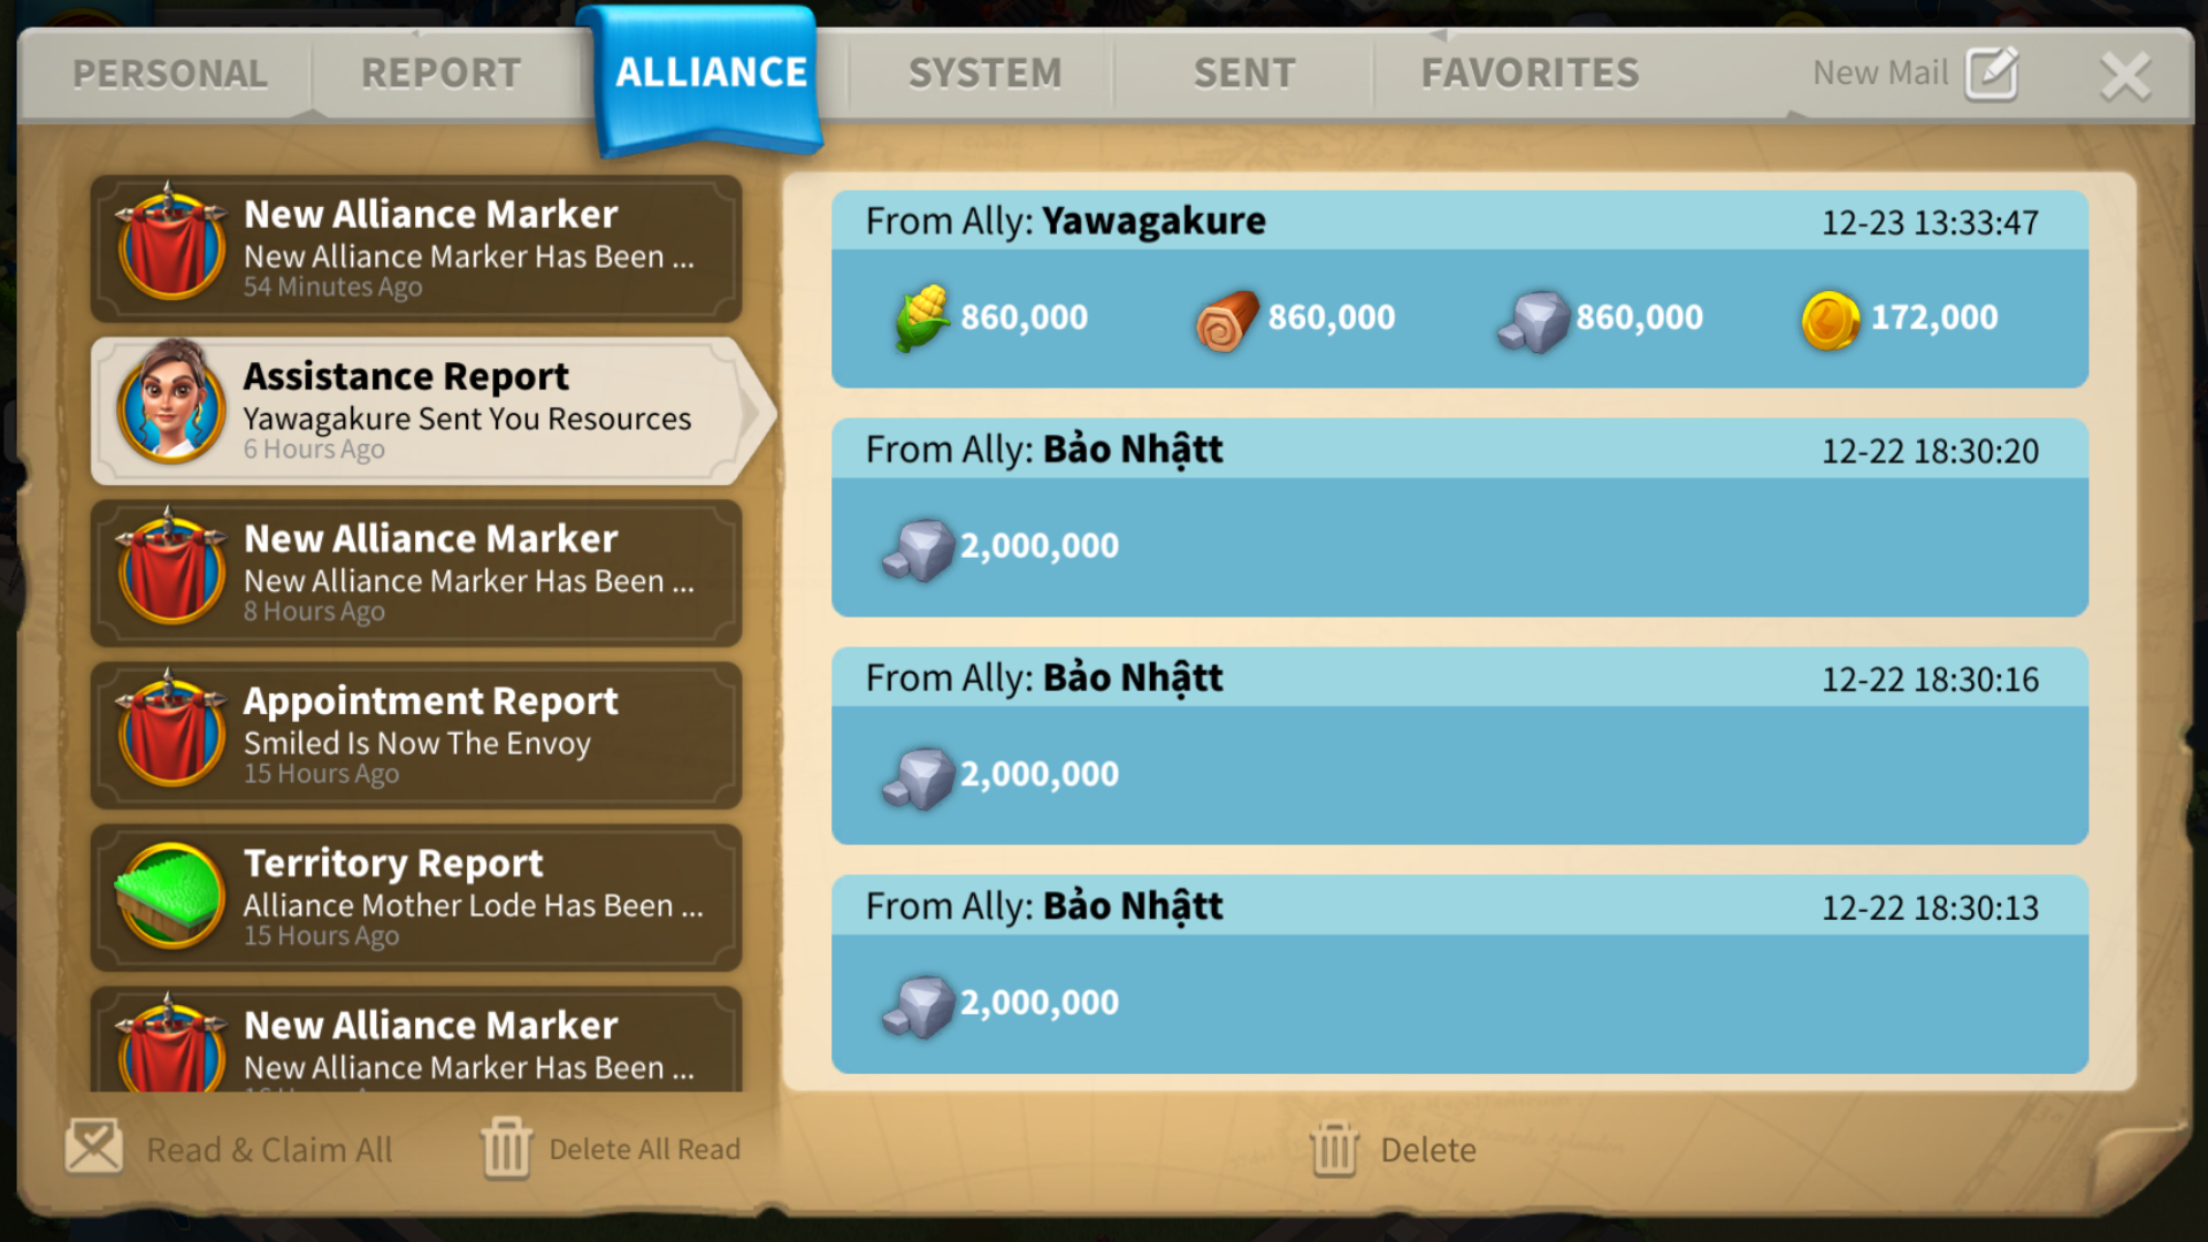 PERSONAL
REPORT
ALLIANCE
SYSTEM
SENT
FAVORITES
New Mail
New Alliance Marker
New Alliance Marker Has Been ...
54 Minutes Ago
Assistance Report
Yawagakure Sent You Resources
6 Hours Ago
New Alliance Marker
New Alliance Marker Has Been ...
8 Hours Ago
Appointment Report
Smiled Is Now The Envoy
15 Hours Ago
Territory Report
Alliance Mother Lode Has Been ...
15 Hours Ago
New Alliance Marker
New Alliance Marker Has Been ...
Read & Claim All
Delete All Read
From Ally: Yawagakure
12-23 13:33:47
860,000
860,000
860,000
172,000
From Ally: Bảo Nhậtt
12-22 18:30:20
2,000,000
From Ally: Bảo Nhậtt
12-22 18:30:16
2,000,000
From Ally: Bảo Nhậtt
12-22 18:30:13
2,000,000
Delete